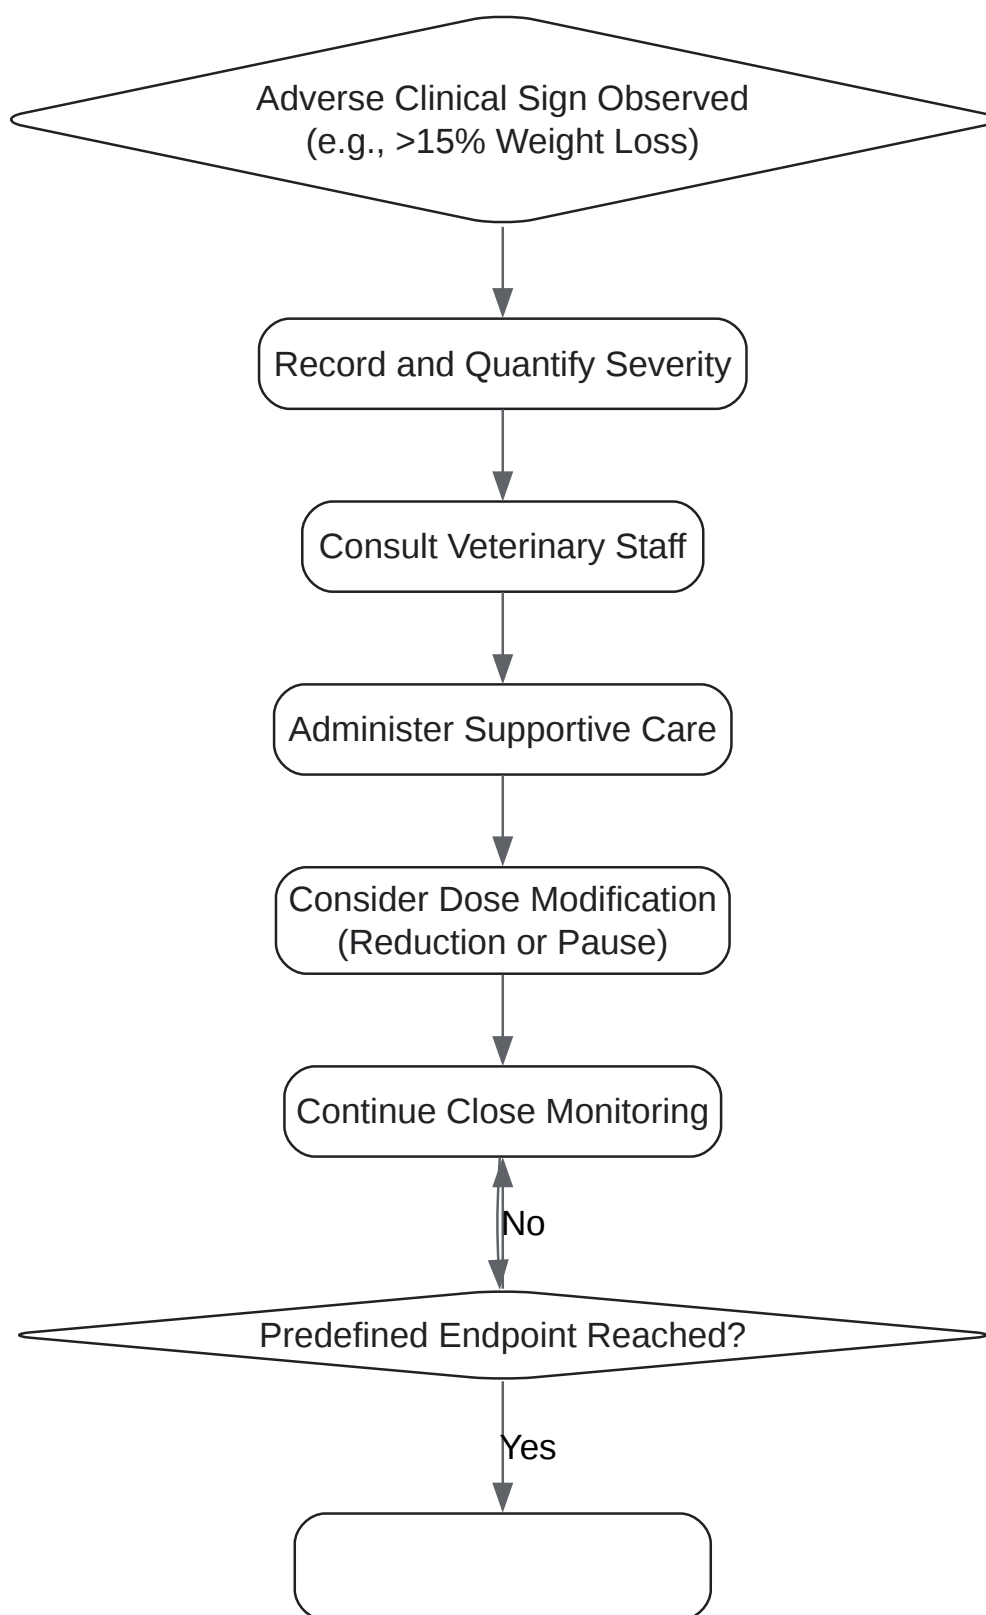 Adverse Clinical Sign Observed
(e.g., >15% Weight Loss)
Record and Quantify Severity
Consult Veterinary Staff
Administer Supportive Care
Consider Dose Modification
(Reduction or Pause)
Continue Close Monitoring
No
Predefined Endpoint Reached?
Yes